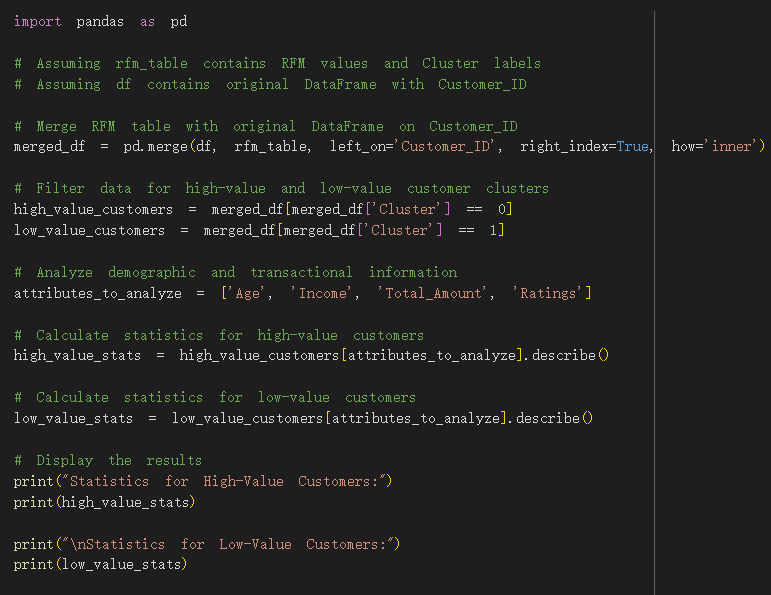 import pandas as pd
# Assuming rfm_table contains RFM values and Cluster labels
# Assuming df contains original DataFrame with Customer_ID
# Merge RFM table with original DataFrame on Customer_ID
merged_df = pd.merge(df, rfm_table, left_on='Customer_ID', right_index=True, how='inner')
# Filter data for high-value and low-value customer clusters
high_value_customers = merged_df[merged_df['Cluster'] == 0]
low_value_customers = merged_df[merged_df['Cluster'] == 1]
# Analyze demographic and transactional information
attributes_to_analyze = ['Age', 'Income', 'Total_Amount', 'Ratings']
# Calculate statistics for high-value customers
high_value_stats = high_value_customers[attributes_to_analyze].describe()
# Calculate statistics for low-value customers
low_value_stats = low_value_customers[attributes_to_analyze].describe()
# Display the results
print("Statistics for High-Value Customers:")
print(high_value_stats)
print("\nStatistics for Low-Value Customers:")
print(low_value_stats)